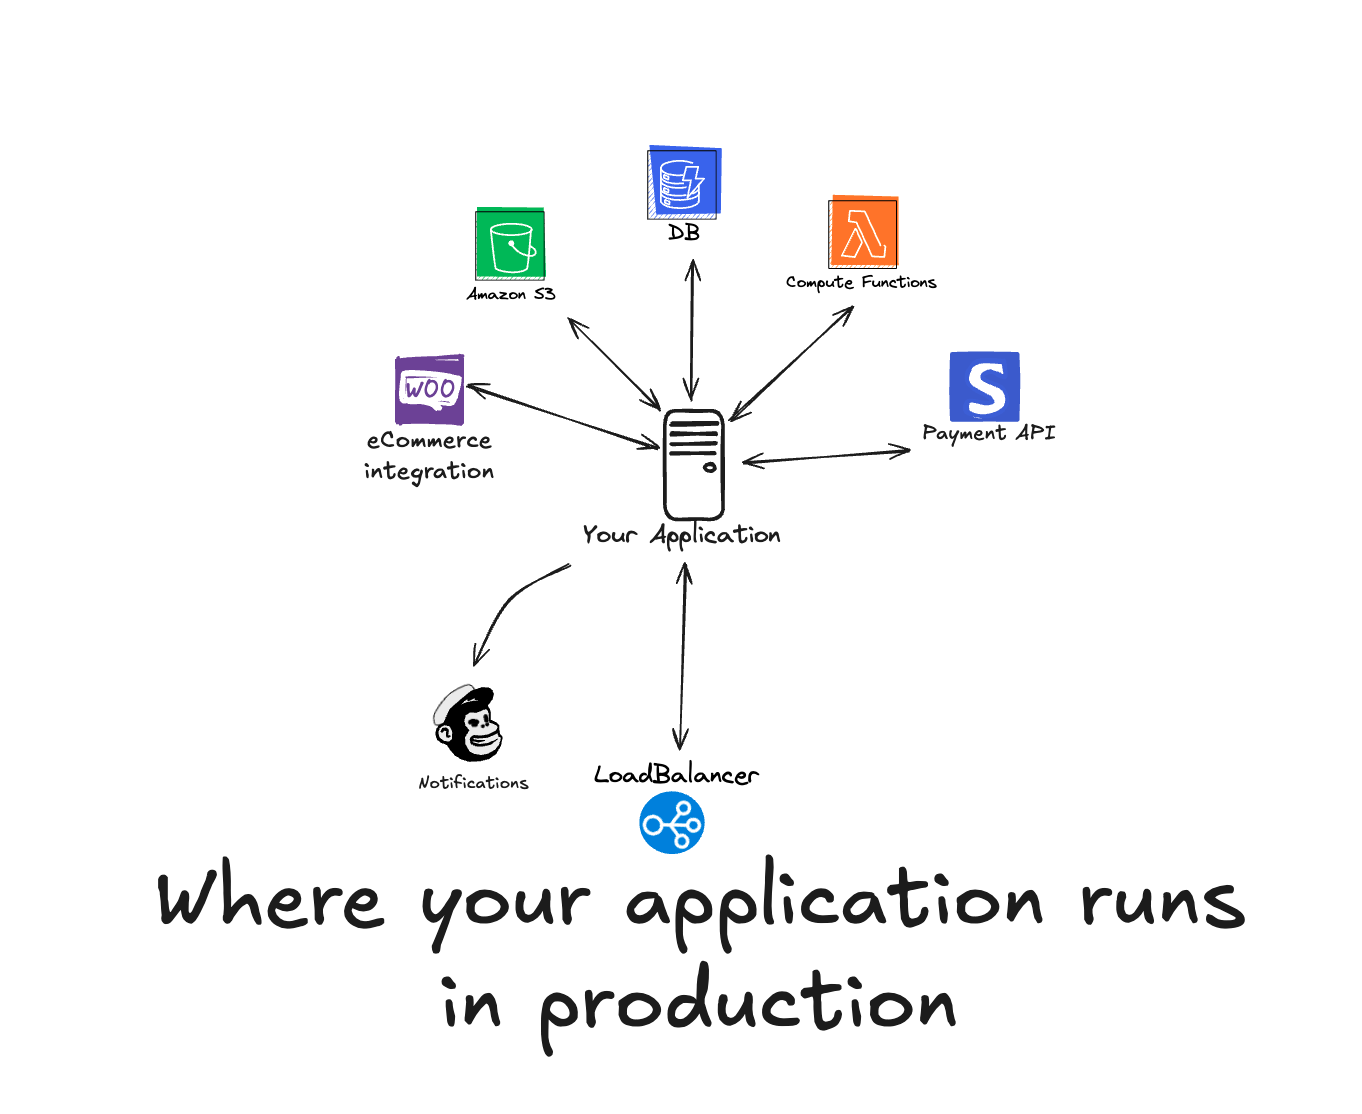 DB
Amazon S3
Compute Functions
WOO
S
eCommerce
integration
Payment API
Your Application
Notifications
LoadBalancer
Where your application runs
in production